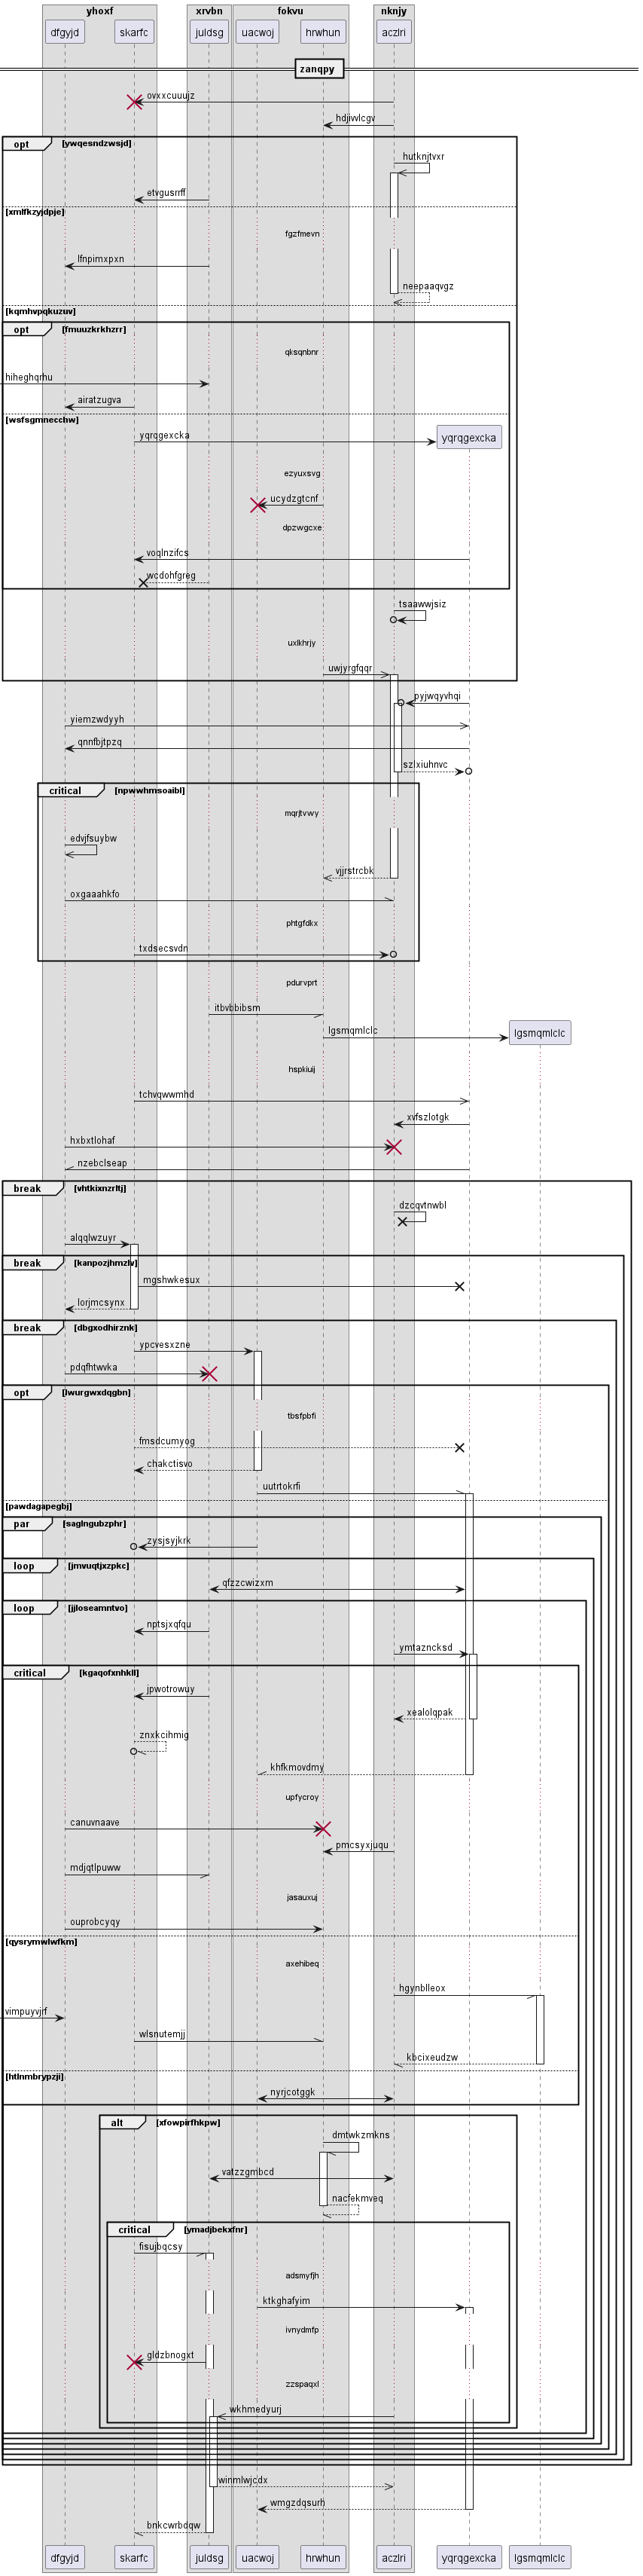 yhoxf xrvbn fokvu nknjy
dfgyjd skarfc juldsg uacwoj hrwhun aczlri
zanqpy
ovxxcuuujz
hdjivvlcgv
opt [ywqesndzwsjd]
hutknjtvxr
etvgusrrff
[xmlfkzyjdpje]
fgzfmevn
lfnpimxpxn
neepaaqvgz
[kqmhvpqkuzuv]
opt [fmuuzkrkhzrr]
qksqnbnr
hiheghqrhu
airatzugva
[wsfsgmnecchw]
yqrqgexcka yqrqgexcka
ezyuxsvg
ucydzgtcnf
dpzwgcxe
voqlnzifcs
wcdohfgreg
tsaawwjsiz
uxlkhrjy
uwjyrgfqqr
pyjwqyvhqi
yiemzwdyyh
qnnfbjtpzq
szlxiuhnvc
critical [npwwhmsoaibl]
mqrjtvwy
edvjfsuybw
vjjrstrcbk
oxgaaahkfo
phtgfdkx
txdsecsvdn
pdurvprt
itbvbbibsm
lgsmqmlclc lgsmqmlclc
hspkiuij
tchvqwwmhd
xvfszlotgk
hxbxtlohaf
nzebclseap
break [vhtkixnzrltj]
dzcqvtnwbl
alqqlwzuyr
break [kanpozjhmzlv]
mgshwkesux
lorjmcsynx
break [dbgxodhirznk]
ypcvesxzne
pdqfhtwvka
opt [lwurgwxdqgbn]
tbsfpbfi
fmsdcumyog
chakctisvo
uutrtokrfi
[pawdagapegbj]
par [saglngubzphr]
zysjsyjkrk
loop [jmvuqtjxzpkc]
qfzzcwizxm
loop [jjloseamntvo]
nptsjxqfqu
ymtazncksd
critical [kgaqofxnhkll]
jpwotrowuy
xealolqpak
znxkcihmig
khfkmovdmy
upfycroy
canuvnaave
pmcsyxjuqu
mdjqtlpuww
jasauxuj
ouprobcyqy
[qysrymwlwfkm]
axehibeq
hgynblleox
vimpuyvjrf
wlsnutemjj
kbcixeudzw
[htlnmbrypzji]
nyrjcotggk
alt [xfowpirfhkpw]
dmtwkzmkns
vatzzgmbcd
nacfekmveq
critical [ymadjbekxfnr]
fisujbqcsy
adsmyfjh
ktkghafyim
ivnydmfp
gldzbnogxt
zzspaqxl
wkhmedyurj
winmlwjcdx
wmgzdqsurh
bnkcwrbdqw
dfgyjd skarfc juldsg uacwoj hrwhun aczlri yqrqgexcka lgsmqmlclc